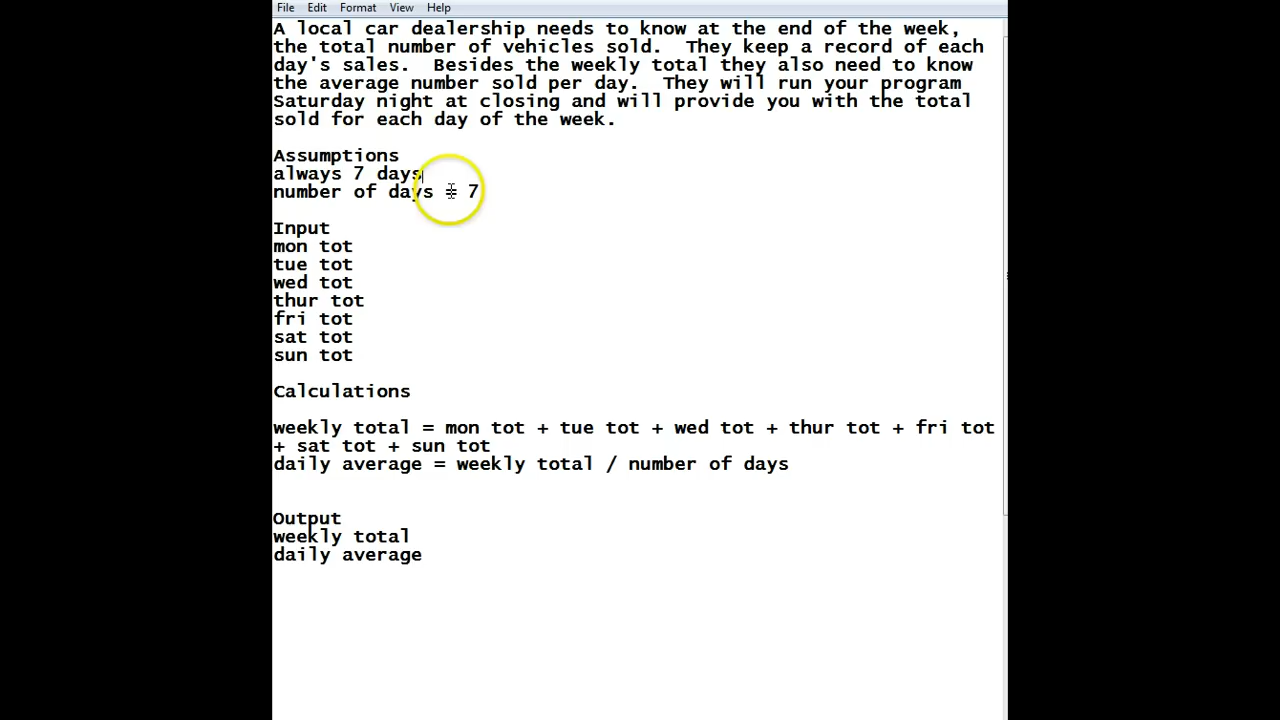 File Edit Format View Help
A local car dealership needs to know at the end of the week,
the total number of vehicles sold.  They keep a record of each
day's sales.  Besides the weekly total they also need to know
the average number sold per day.  They will run your program
Saturday night at closing and will provide you with the total
sold for each day of the week.
Assumptions
always 7 days
number of days = 7
Input
mon tot
tue tot
wed tot
thur tot
fri tot
sat tot
sun tot
Calculations
weekly total = mon tot + tue tot + wed tot + thur tot + fri tot
+ sat tot + sun tot
daily average = weekly total / number of days
Output
weekly total
daily average